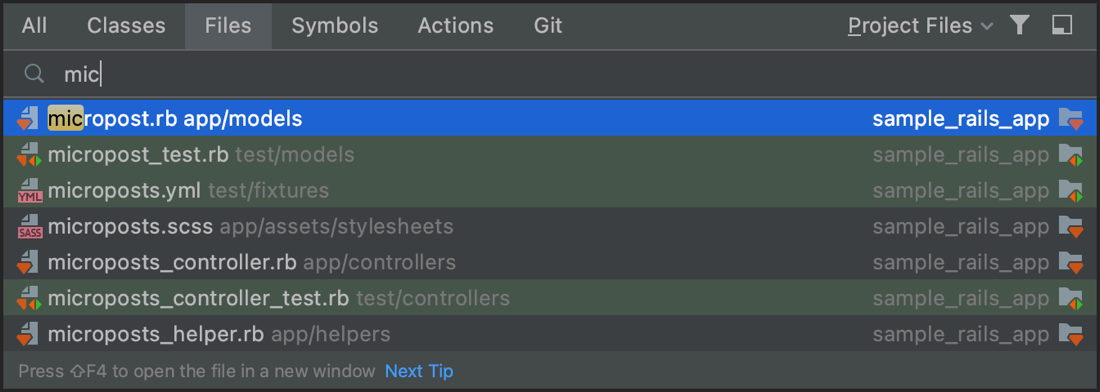 All Classes Files Symbols Actions Git Project Files
mic
micropost.rb app/models sample_rails_app
micropost_test.rb test/models sample_rails_app
YML microposts.yml test/fixtures sample_rails_app
SASS microposts.scss app/assets/stylesheets sample_rails_app
microposts_controller.rb app/controllers sample_rails_app
microposts_controller_test.rb test/controllers sample_rails_app
microposts_helper.rb app/helpers sample_rails_app
Press ⇧F4 to open the file in a new window Next Tip